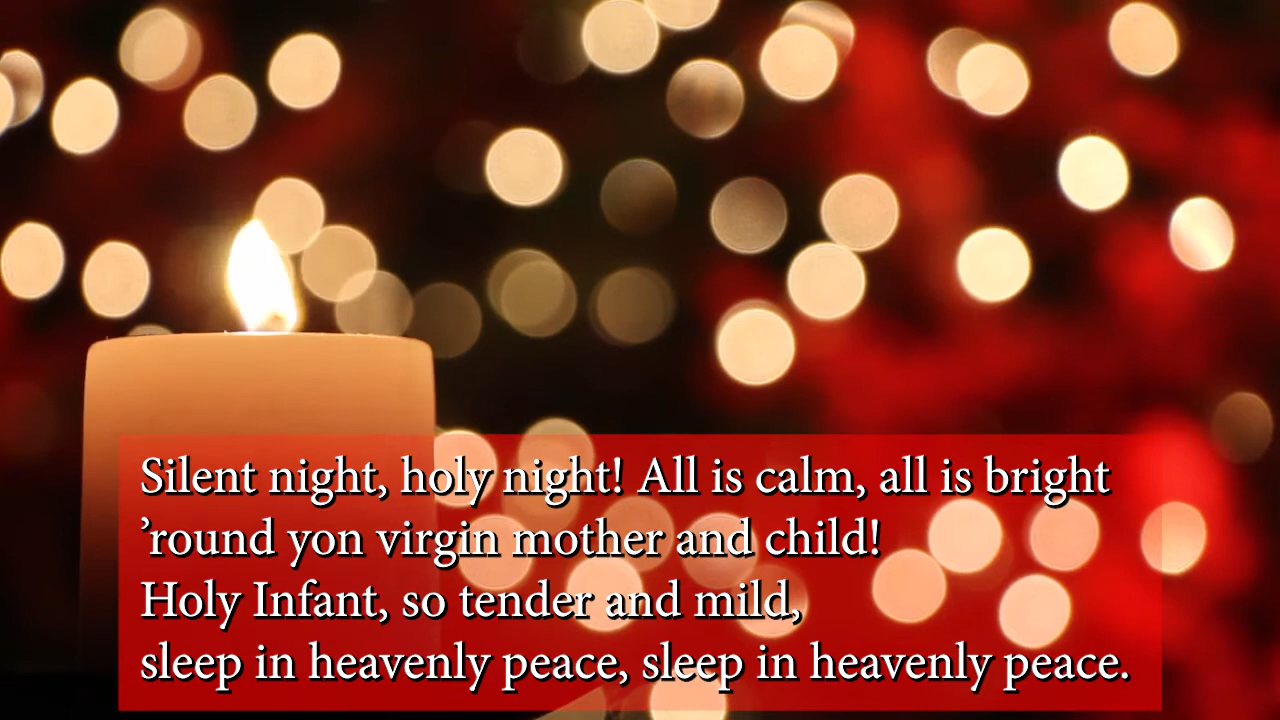 Silent night, holy night! All is calm, all is bright
’round yon virgin mother and child!
Holy Infant, so tender and mild,
sleep in heavenly peace, sleep in heavenly peace.